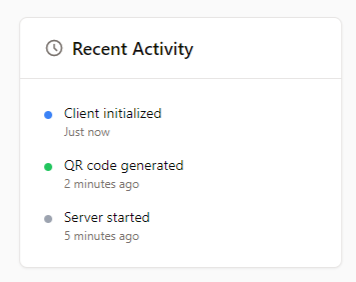 Recent Activity
Client initialized
Just now
QR code generated
2 minutes ago
Server started
5 minutes ago